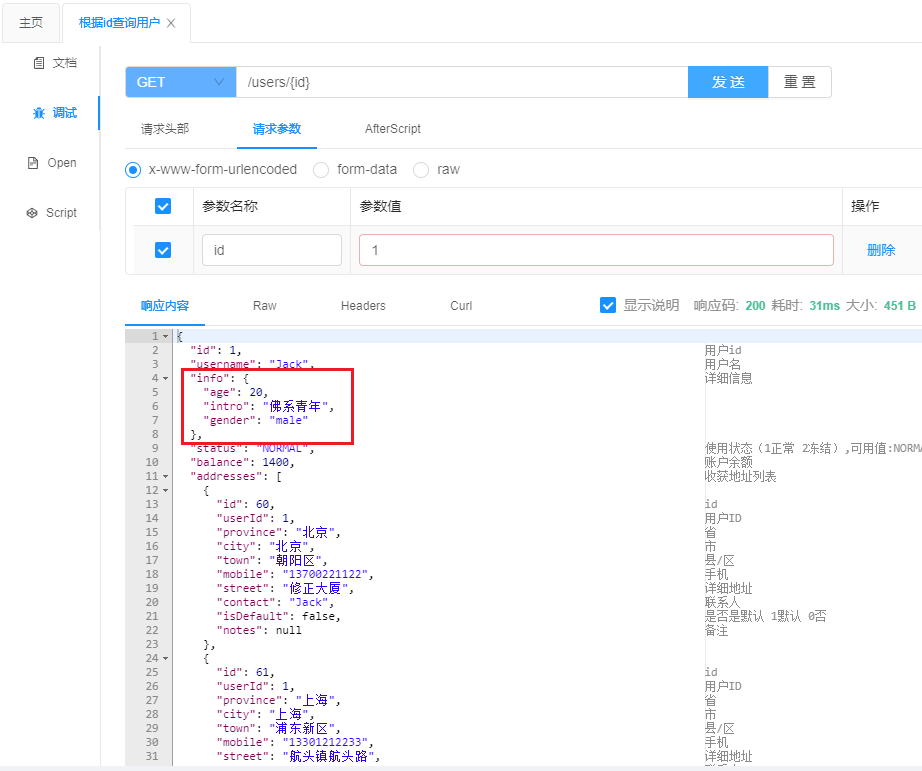 主页 根据id查询用户
文档
调试
Open
Script
GET /users/{id} 发 送 重 置
请求头部 请求参数 AfterScript
x-www-form-urlencoded form-data raw
参数名称 参数值 操作
id 1 删除
响应内容 Raw Headers Curl 显示说明 响应码: 200 耗时: 31ms 大小: 451 B
1 {
2 "id": 1, 用户id
3 "username": "Jack", 用户名
4 "info": { 详细信息
5 "age": 20,
6 "intro": "佛系青年",
7 "gender": "male"
8 },
9 "status": "NORMAL", 使用状态（1正常 2冻结）,可用值:NORM
10 "balance": 1400, 账户余额
11 "addresses": [ 收获地址列表
12 {
13 "id": 60, id
14 "userId": 1, 用户ID
15 "province": "北京", 省
16 "city": "北京", 市
17 "town": "朝阳区", 县/区
18 "mobile": "13700221122", 手机
19 "street": "修正大厦", 详细地址
20 "contact": "Jack", 联系人
21 "isDefault": false, 是否是默认 1默认 0否
22 "notes": null 备注
23 },
24 {
25 "id": 61, id
26 "userId": 1, 用户ID
27 "province": "上海", 省
28 "city": "上海", 市
29 "town": "浦东新区", 县/区
30 "mobile": "13301212233", 手机
31 "street": "航头镇航头路", 详细地址